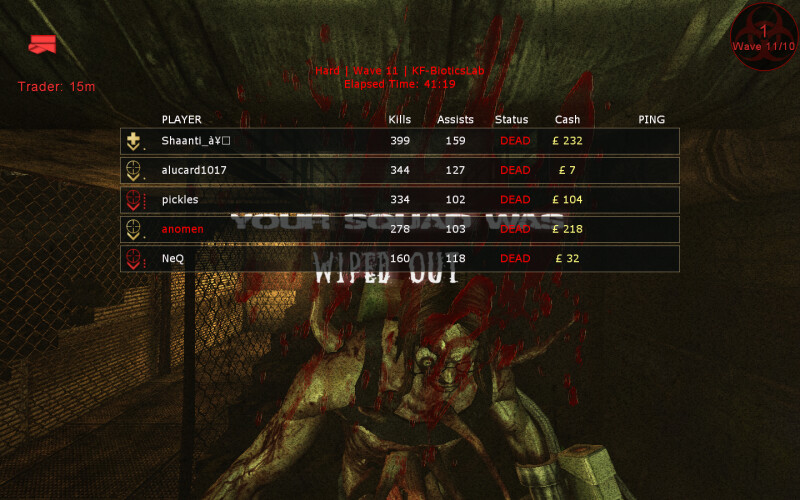 1
Wave 11/10
Trader: 15m
Hard | Wave 11 | KF-BioticsLab
Elapsed Time: 41:19
PLAYER Kills Assists Status Cash PING
Shaanti_à¥□ 399 159 DEAD £ 232
alucard1017 344 127 DEAD £ 7
pickles 334 102 DEAD £ 104
YOUR SQUAD WAS
anomen 278 103 DEAD £ 218
NeQ 160 118 DEAD £ 32
WIPED OUT